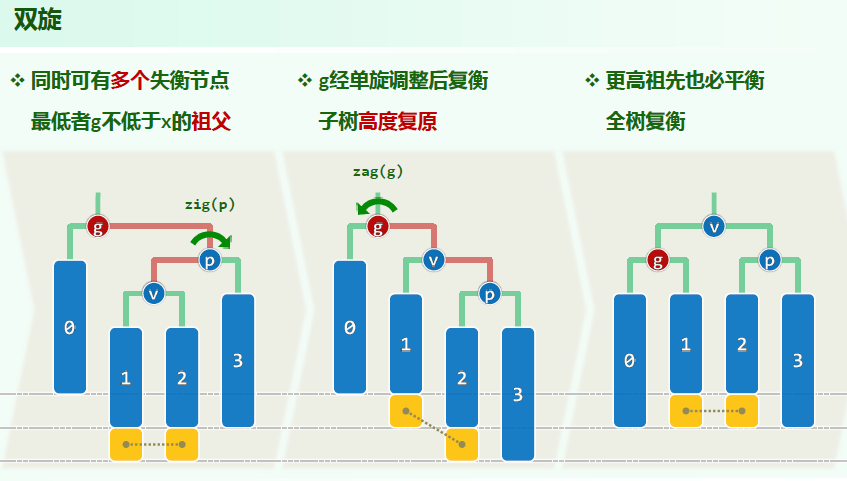 双旋
❖ 同时可有多个失衡节点
最低者g不低于x的祖父
❖ g经单旋调整后复衡
子树高度复原
❖ 更高祖先也必平衡
全树复衡
zig(p)
g
p
v
0
1
2
3
zag(g)
g
v
p
0
1
2
3
v
g
p
0
1
2
3